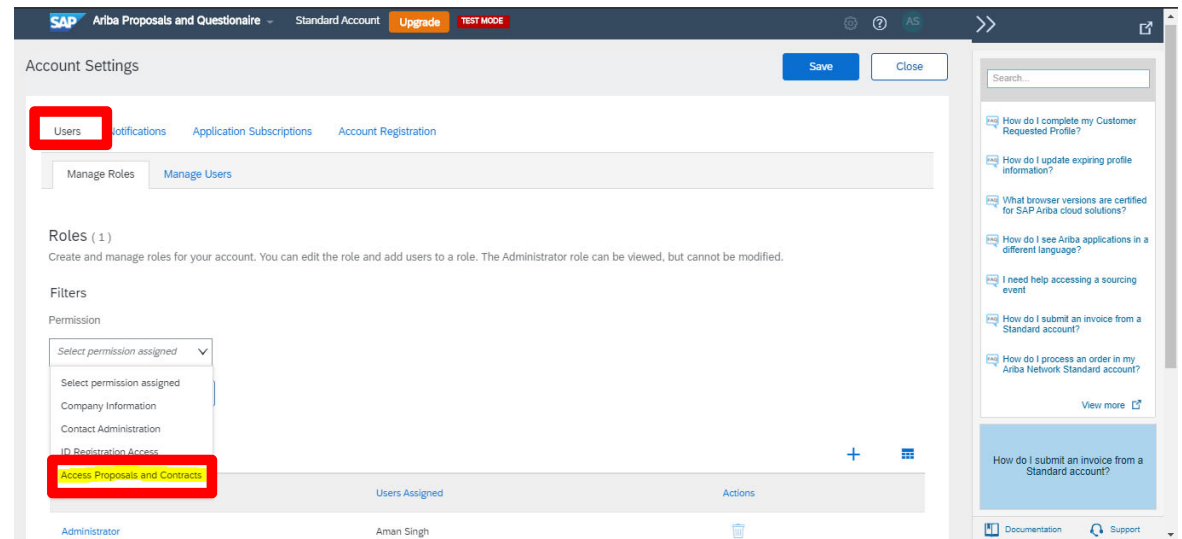 SAP Ariba Proposals and Questionaire Standard Account Upgrade TEST MODE ? AS
Account Settings Save Close
Users Notifications Application Subscriptions Account Registration
Manage Roles Manage Users
Roles (1)
Create and manage roles for your account. You can edit the role and add users to a role. The Administrator role can be viewed, but cannot be modified.
Filters
Permission
Select permission assigned
Select permission assigned
Company Information
Contact Administration
ID Registration Access
Access Proposals and Contracts
Users Assigned Actions
Administrator Aman Singh
Search...
FAQ How do I complete my Customer
Requested Profile?
FAQ How do I update expiring profile
information?
FAQ What browser versions are certified
for SAP Ariba cloud solutions?
FAQ How do I see Ariba applications in a
different language?
FAQ I need help accessing a sourcing
event
FAQ How do I submit an invoice from a
Standard account?
FAQ How do I process an order in my
Ariba Network Standard account?
View more
How do I submit an invoice from a
Standard account?
Documentation Support